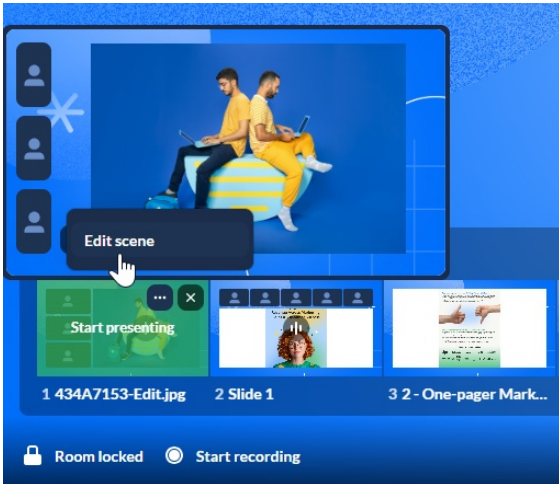 Edit scene
Start presenting
1 434A7153-Edit.jpg
2 Slide 1
3 2 - One-pager Mark...
Room locked
Start recording